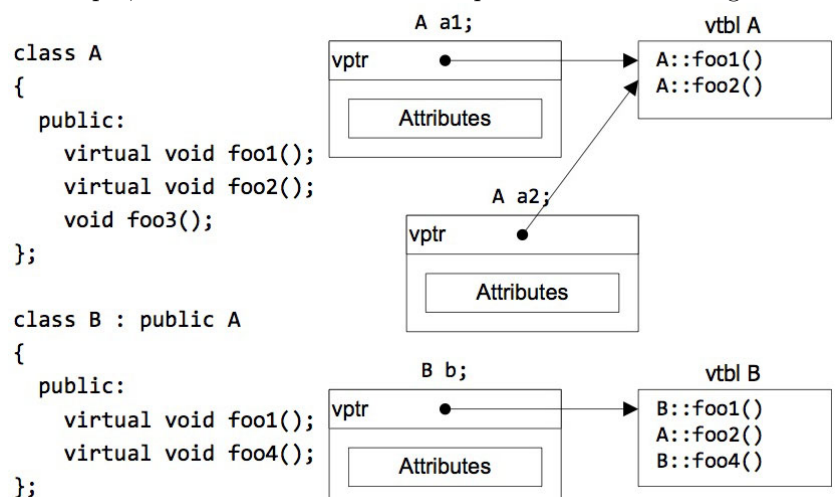 class A
{
public:
virtual void foo1();
virtual void foo2();
void foo3();
};
class B : public A
{
public:
virtual void foo1();
virtual void foo4();
};
A a1;
vptr
Attributes
A a2;
vptr
Attributes
B b;
vptr
Attributes
vtbl A
A::foo1()
A::foo2()
vtbl B
B::foo1()
A::foo2()
B::foo4()